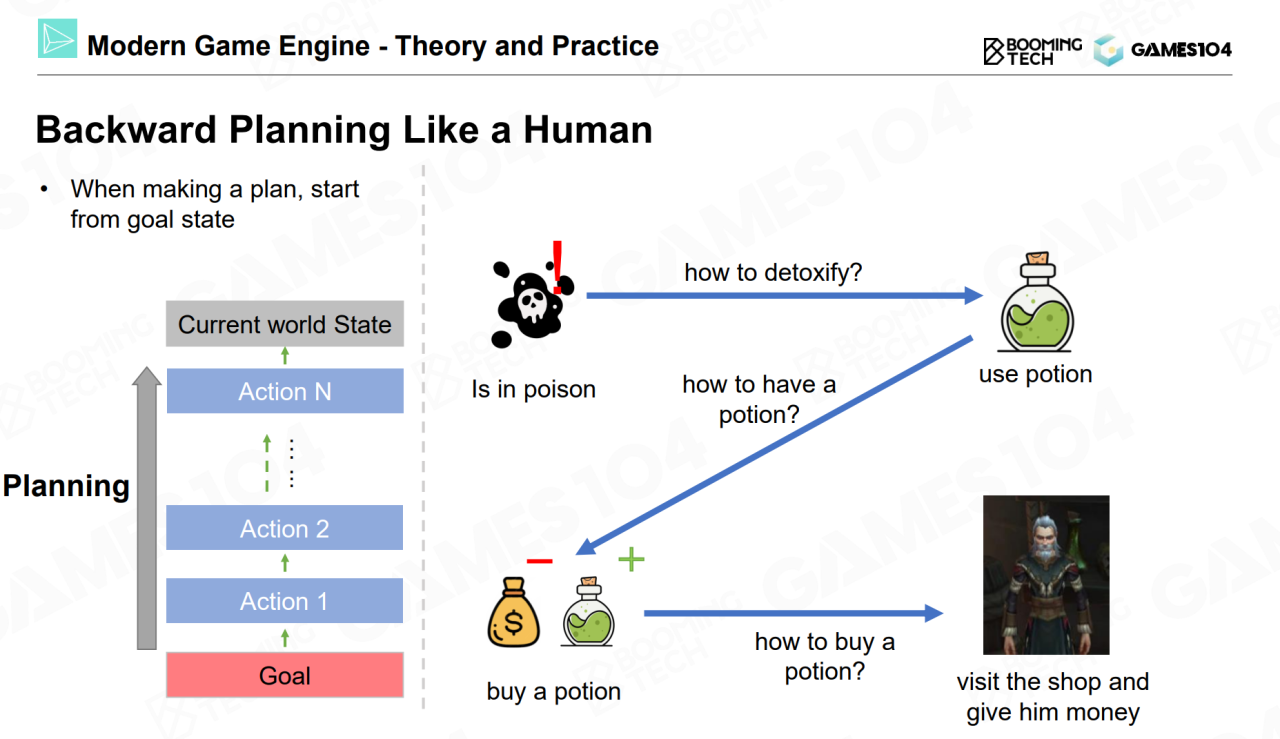 Modern Game Engine - Theory and Practice
BOOMING
TECH
GAMES104
Backward Planning Like a Human
• When making a plan, start
from goal state
Current world State
Action N
Planning
Action 2
Action 1
Goal
how to detoxify?
!
Is in poison
use potion
how to have a
potion?
$
buy a potion
how to buy a
potion?
visit the shop and
give him money